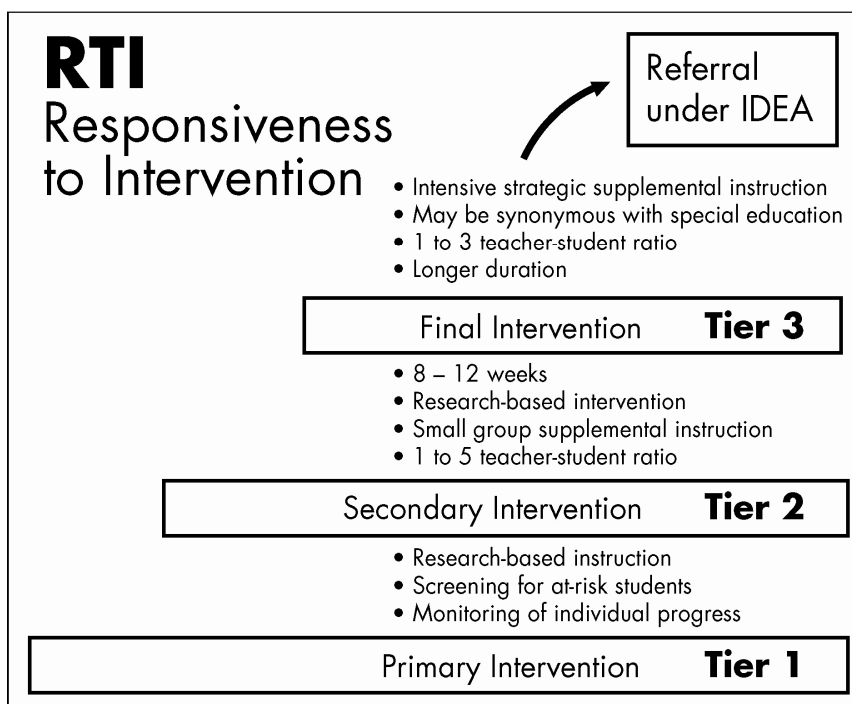 RTI
Responsiveness
to Intervention
Referral
under IDEA
• Intensive strategic supplemental instruction
• May be synonymous with special education
• 1 to 3 teacher-student ratio
• Longer duration
Final Intervention Tier 3
• 8 – 12 weeks
• Research-based intervention
• Small group supplemental instruction
• 1 to 5 teacher-student ratio
Secondary Intervention Tier 2
• Research-based instruction
• Screening for at-risk students
• Monitoring of individual progress
Primary Intervention Tier 1